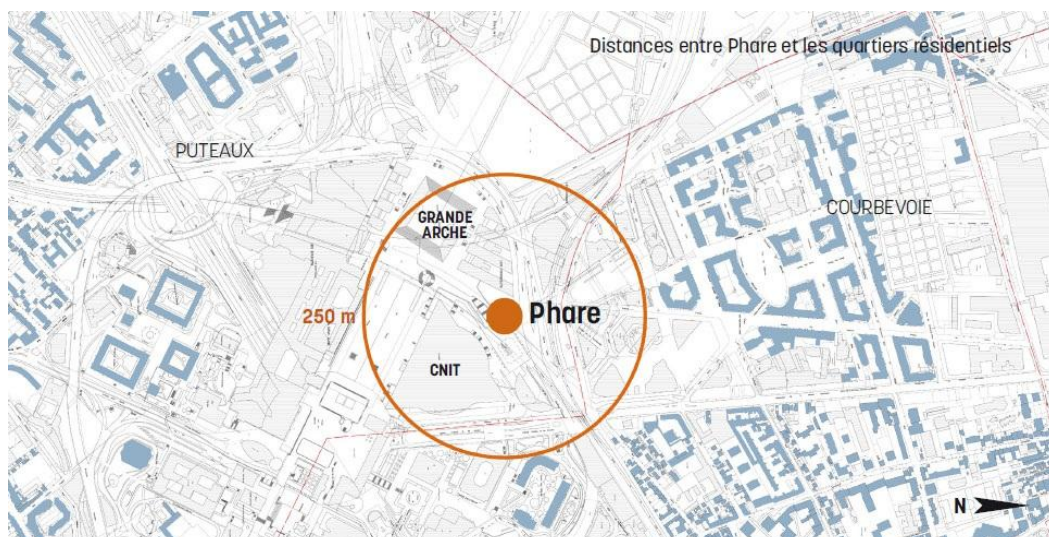 Distances entre Phare et les quartiers résidentiels
PUTEAUX
COURBEVOIE
GRANDE
ARCHE
250 m
Phare
CNIT
N